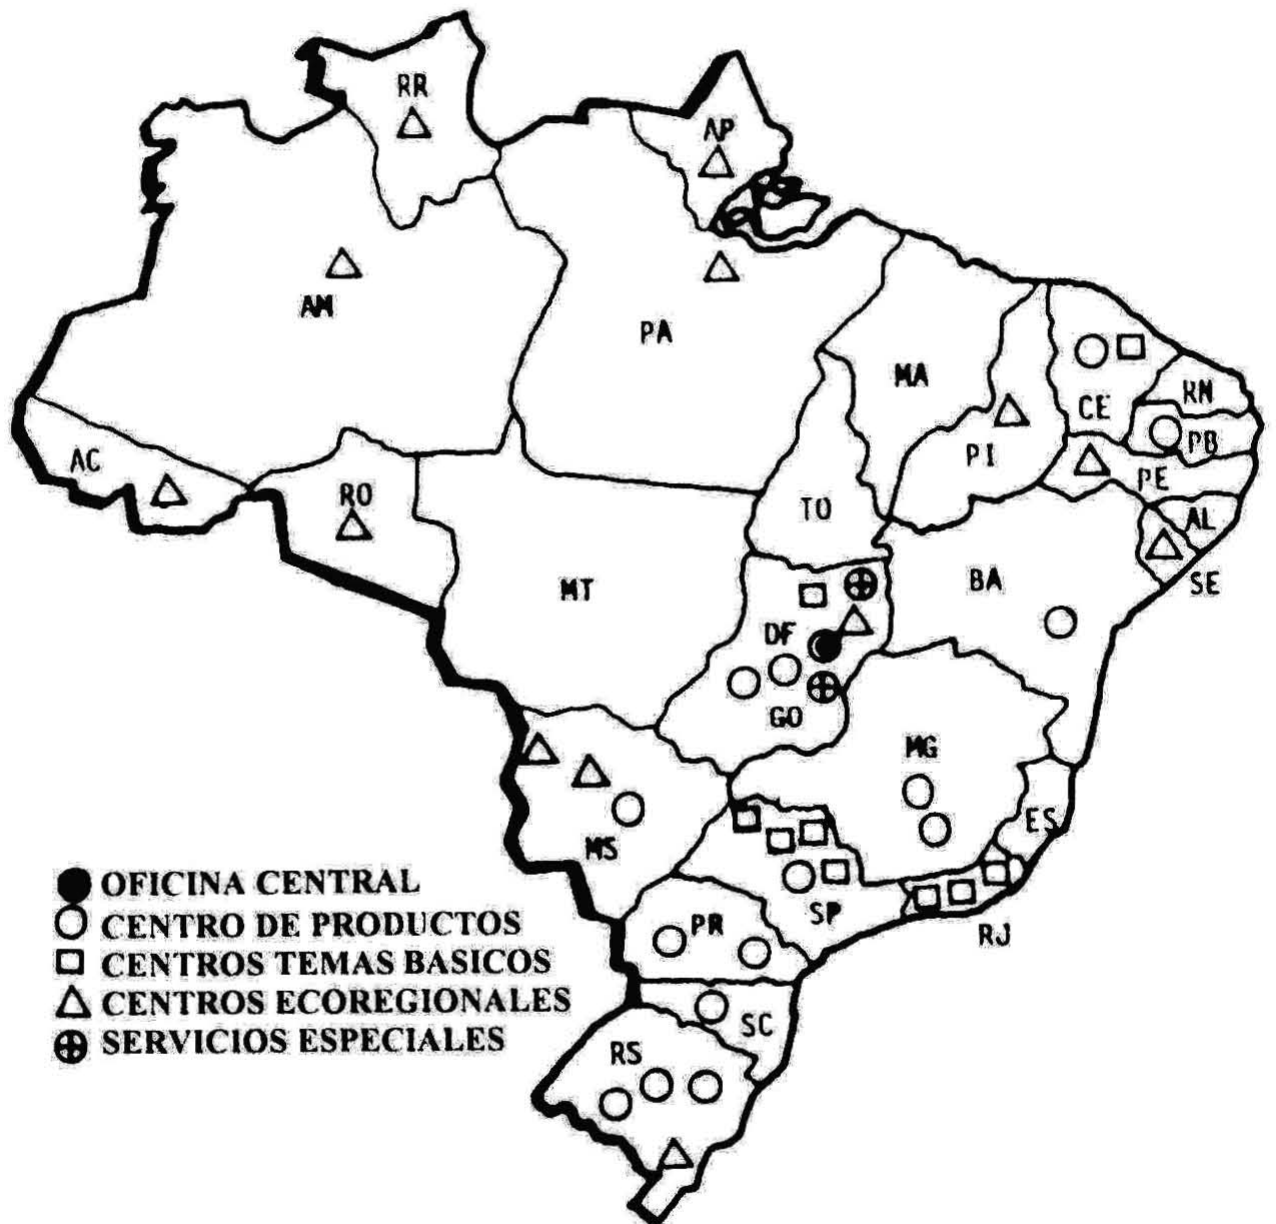 RR
AP
AM
PA
MA
CE
RN
PB
PI
PE
AC
RO
TO
AL
SE
MT
BA
DF
GO
MG
ES
MS
SP
RJ
PR
SC
RS
OFICINA CENTRAL
CENTRO DE PRODUCTOS
CENTROS TEMAS BASICOS
CENTROS ECOREGIONALES
SERVICIOS ESPECIALES